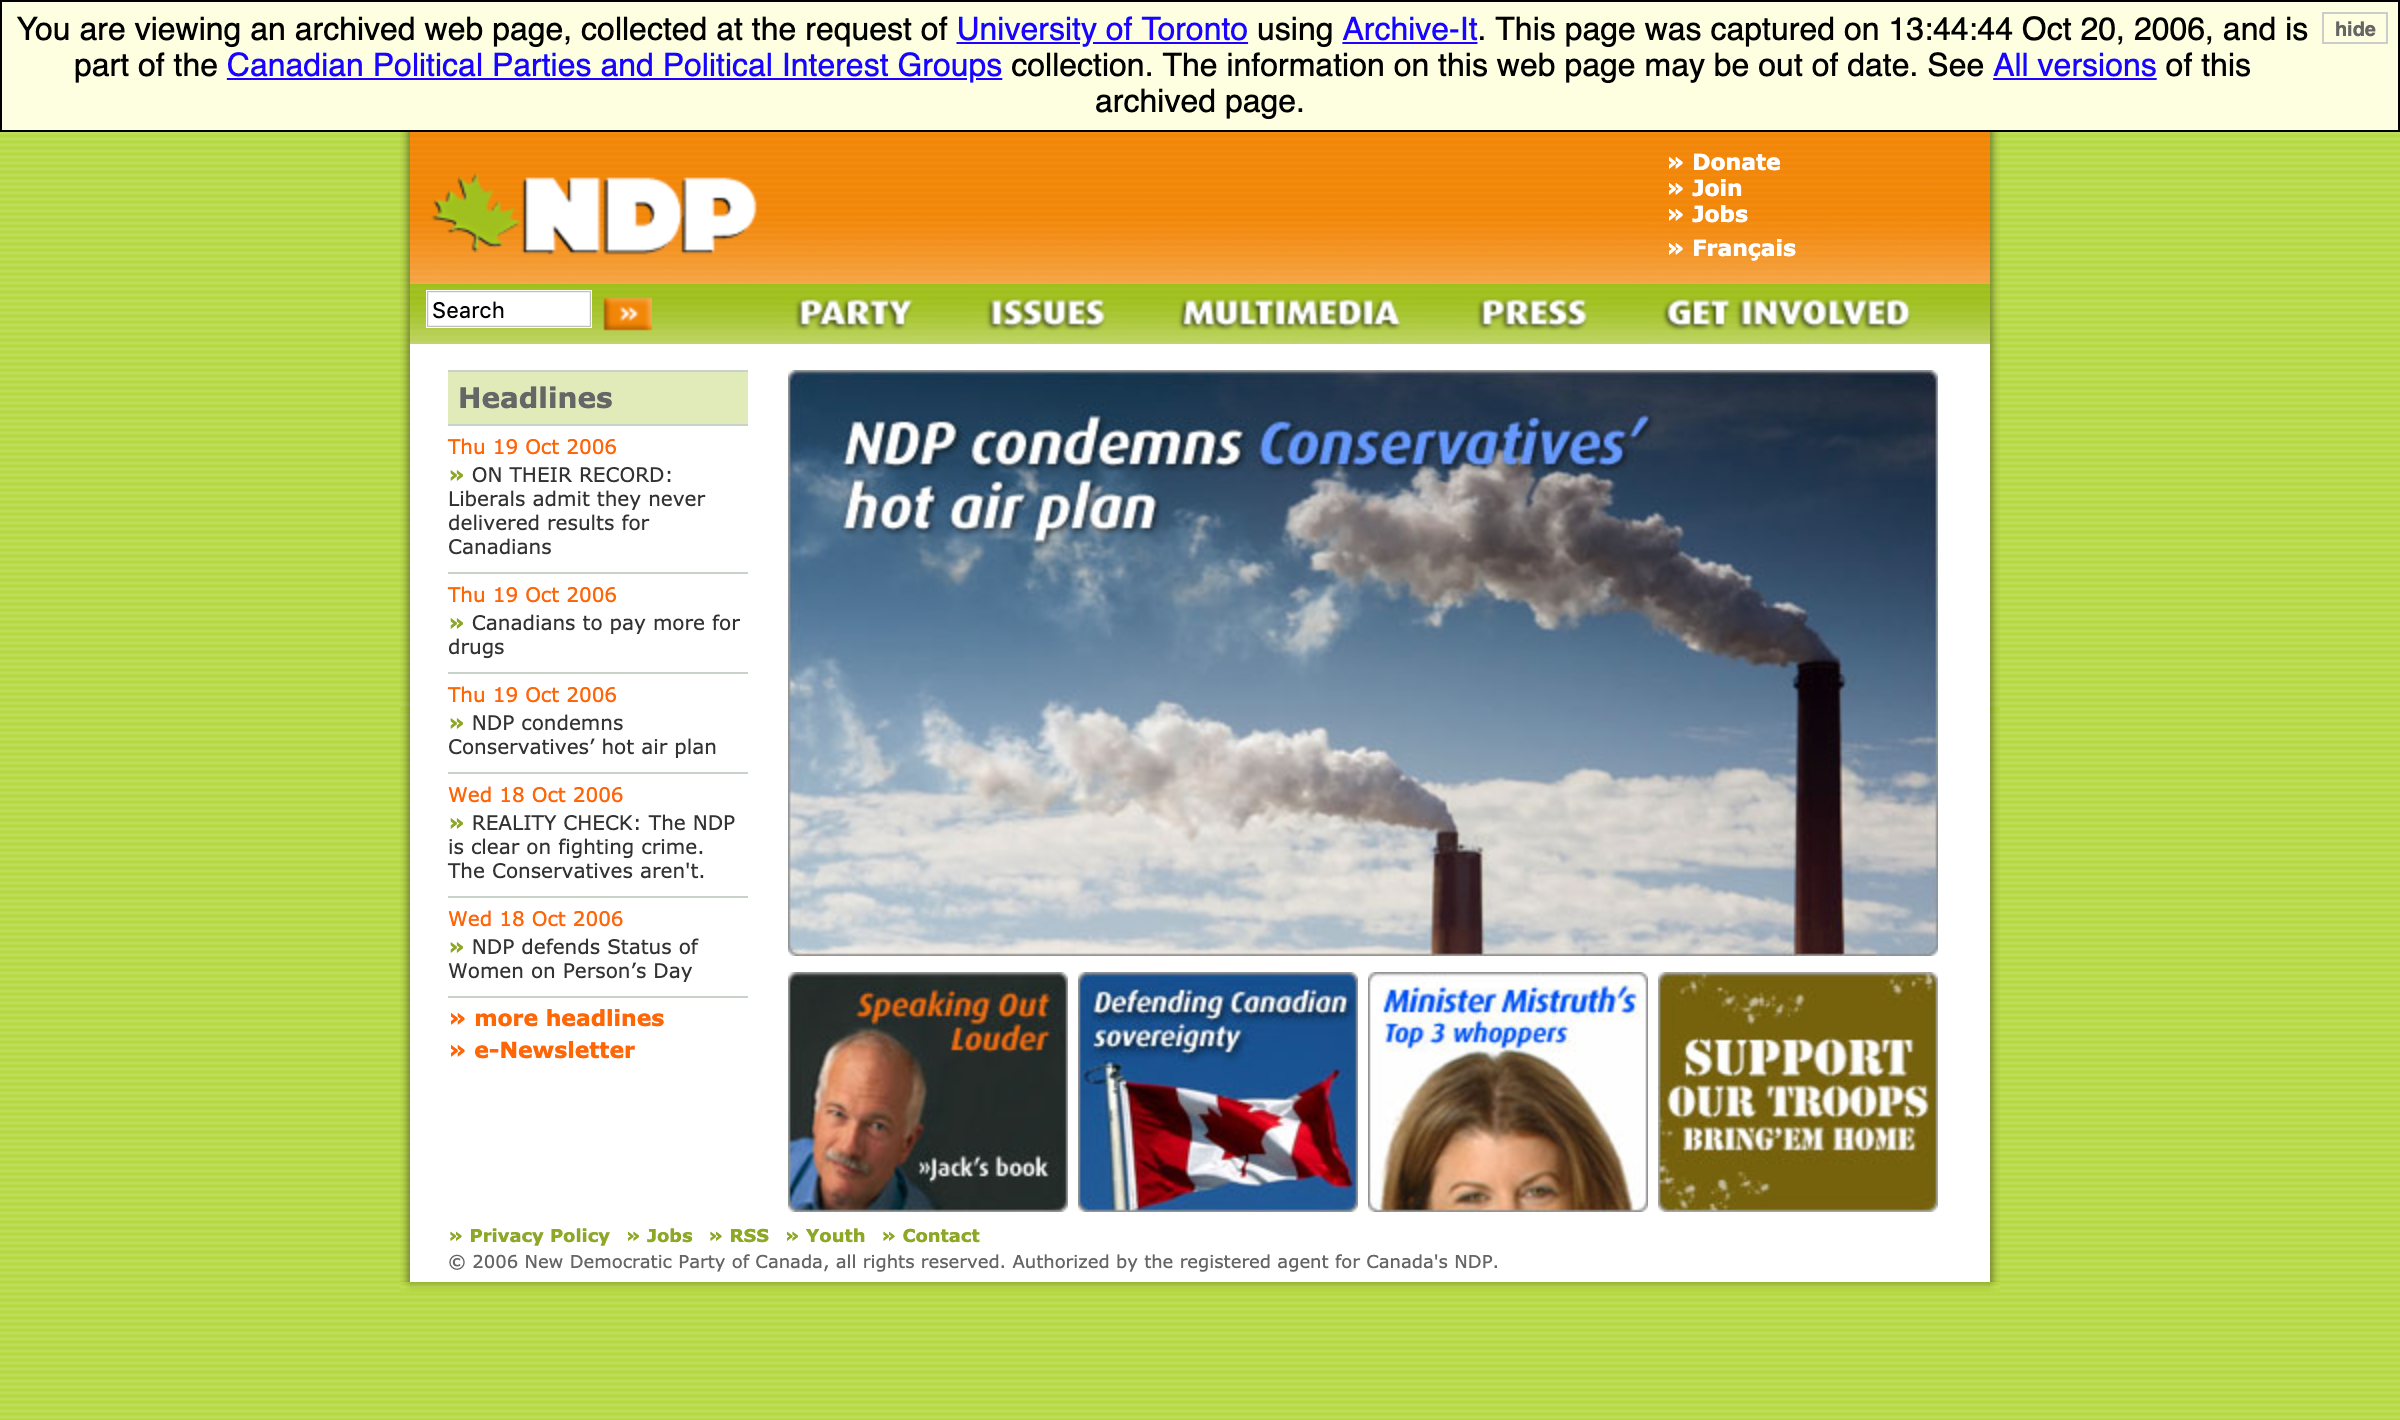 You are viewing an archived web page, collected at the request of University of Toronto using Archive-It. This page was captured on 13:44:44 Oct 20, 2006, and is
hide
part of the Canadian Political Parties and Political Interest Groups collection. The information on this web page may be out of date. See All versions of this
archived page.
NDP
» Donate
» Join
» Jobs
» Français
Search
»
PARTY
ISSUES
MULTIMEDIA
PRESS
GET INVOLVED
Headlines
Thu 19 Oct 2006
» ON THEIR RECORD:
Liberals admit they never
delivered results for
Canadians
Thu 19 Oct 2006
» Canadians to pay more for
drugs
Thu 19 Oct 2006
» NDP condemns
Conservatives’ hot air plan
Wed 18 Oct 2006
» REALITY CHECK: The NDP
is clear on fighting crime.
The Conservatives aren't.
Wed 18 Oct 2006
» NDP defends Status of
Women on Person’s Day
» more headlines
» e-Newsletter
NDP condemns Conservatives’
hot air plan
Speaking Out
Louder
»Jack’s book
Defending Canadian
sovereignty
Minister Mistruth’s
Top 3 whoppers
SUPPORT
OUR TROOPS
BRING’EM HOME
» Privacy Policy » Jobs » RSS » Youth » Contact
© 2006 New Democratic Party of Canada, all rights reserved. Authorized by the registered agent for Canada's NDP.